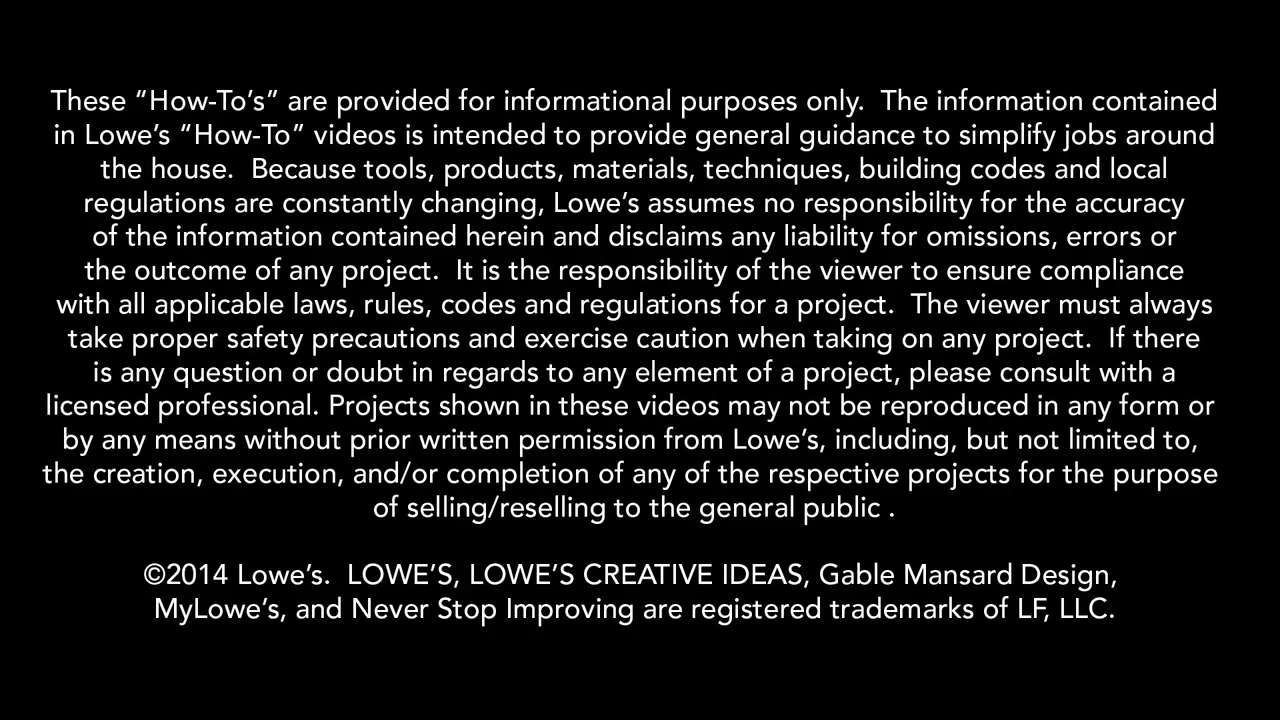 These “How-To’s” are provided for informational purposes only.  The information contained
in Lowe’s “How-To” videos is intended to provide general guidance to simplify jobs around
the house.  Because tools, products, materials, techniques, building codes and local
regulations are constantly changing, Lowe’s assumes no responsibility for the accuracy
of the information contained herein and disclaims any liability for omissions, errors or
the outcome of any project.  It is the responsibility of the viewer to ensure compliance
with all applicable laws, rules, codes and regulations for a project.  The viewer must always
take proper safety precautions and exercise caution when taking on any project.  If there
is any question or doubt in regards to any element of a project, please consult with a
licensed professional. Projects shown in these videos may not be reproduced in any form or
by any means without prior written permission from Lowe’s, including, but not limited to,
the creation, execution, and/or completion of any of the respective projects for the purpose
of selling/reselling to the general public .
©2014 Lowe’s.  LOWE’S, LOWE’S CREATIVE IDEAS, Gable Mansard Design,
MyLowe’s, and Never Stop Improving are registered trademarks of LF, LLC.